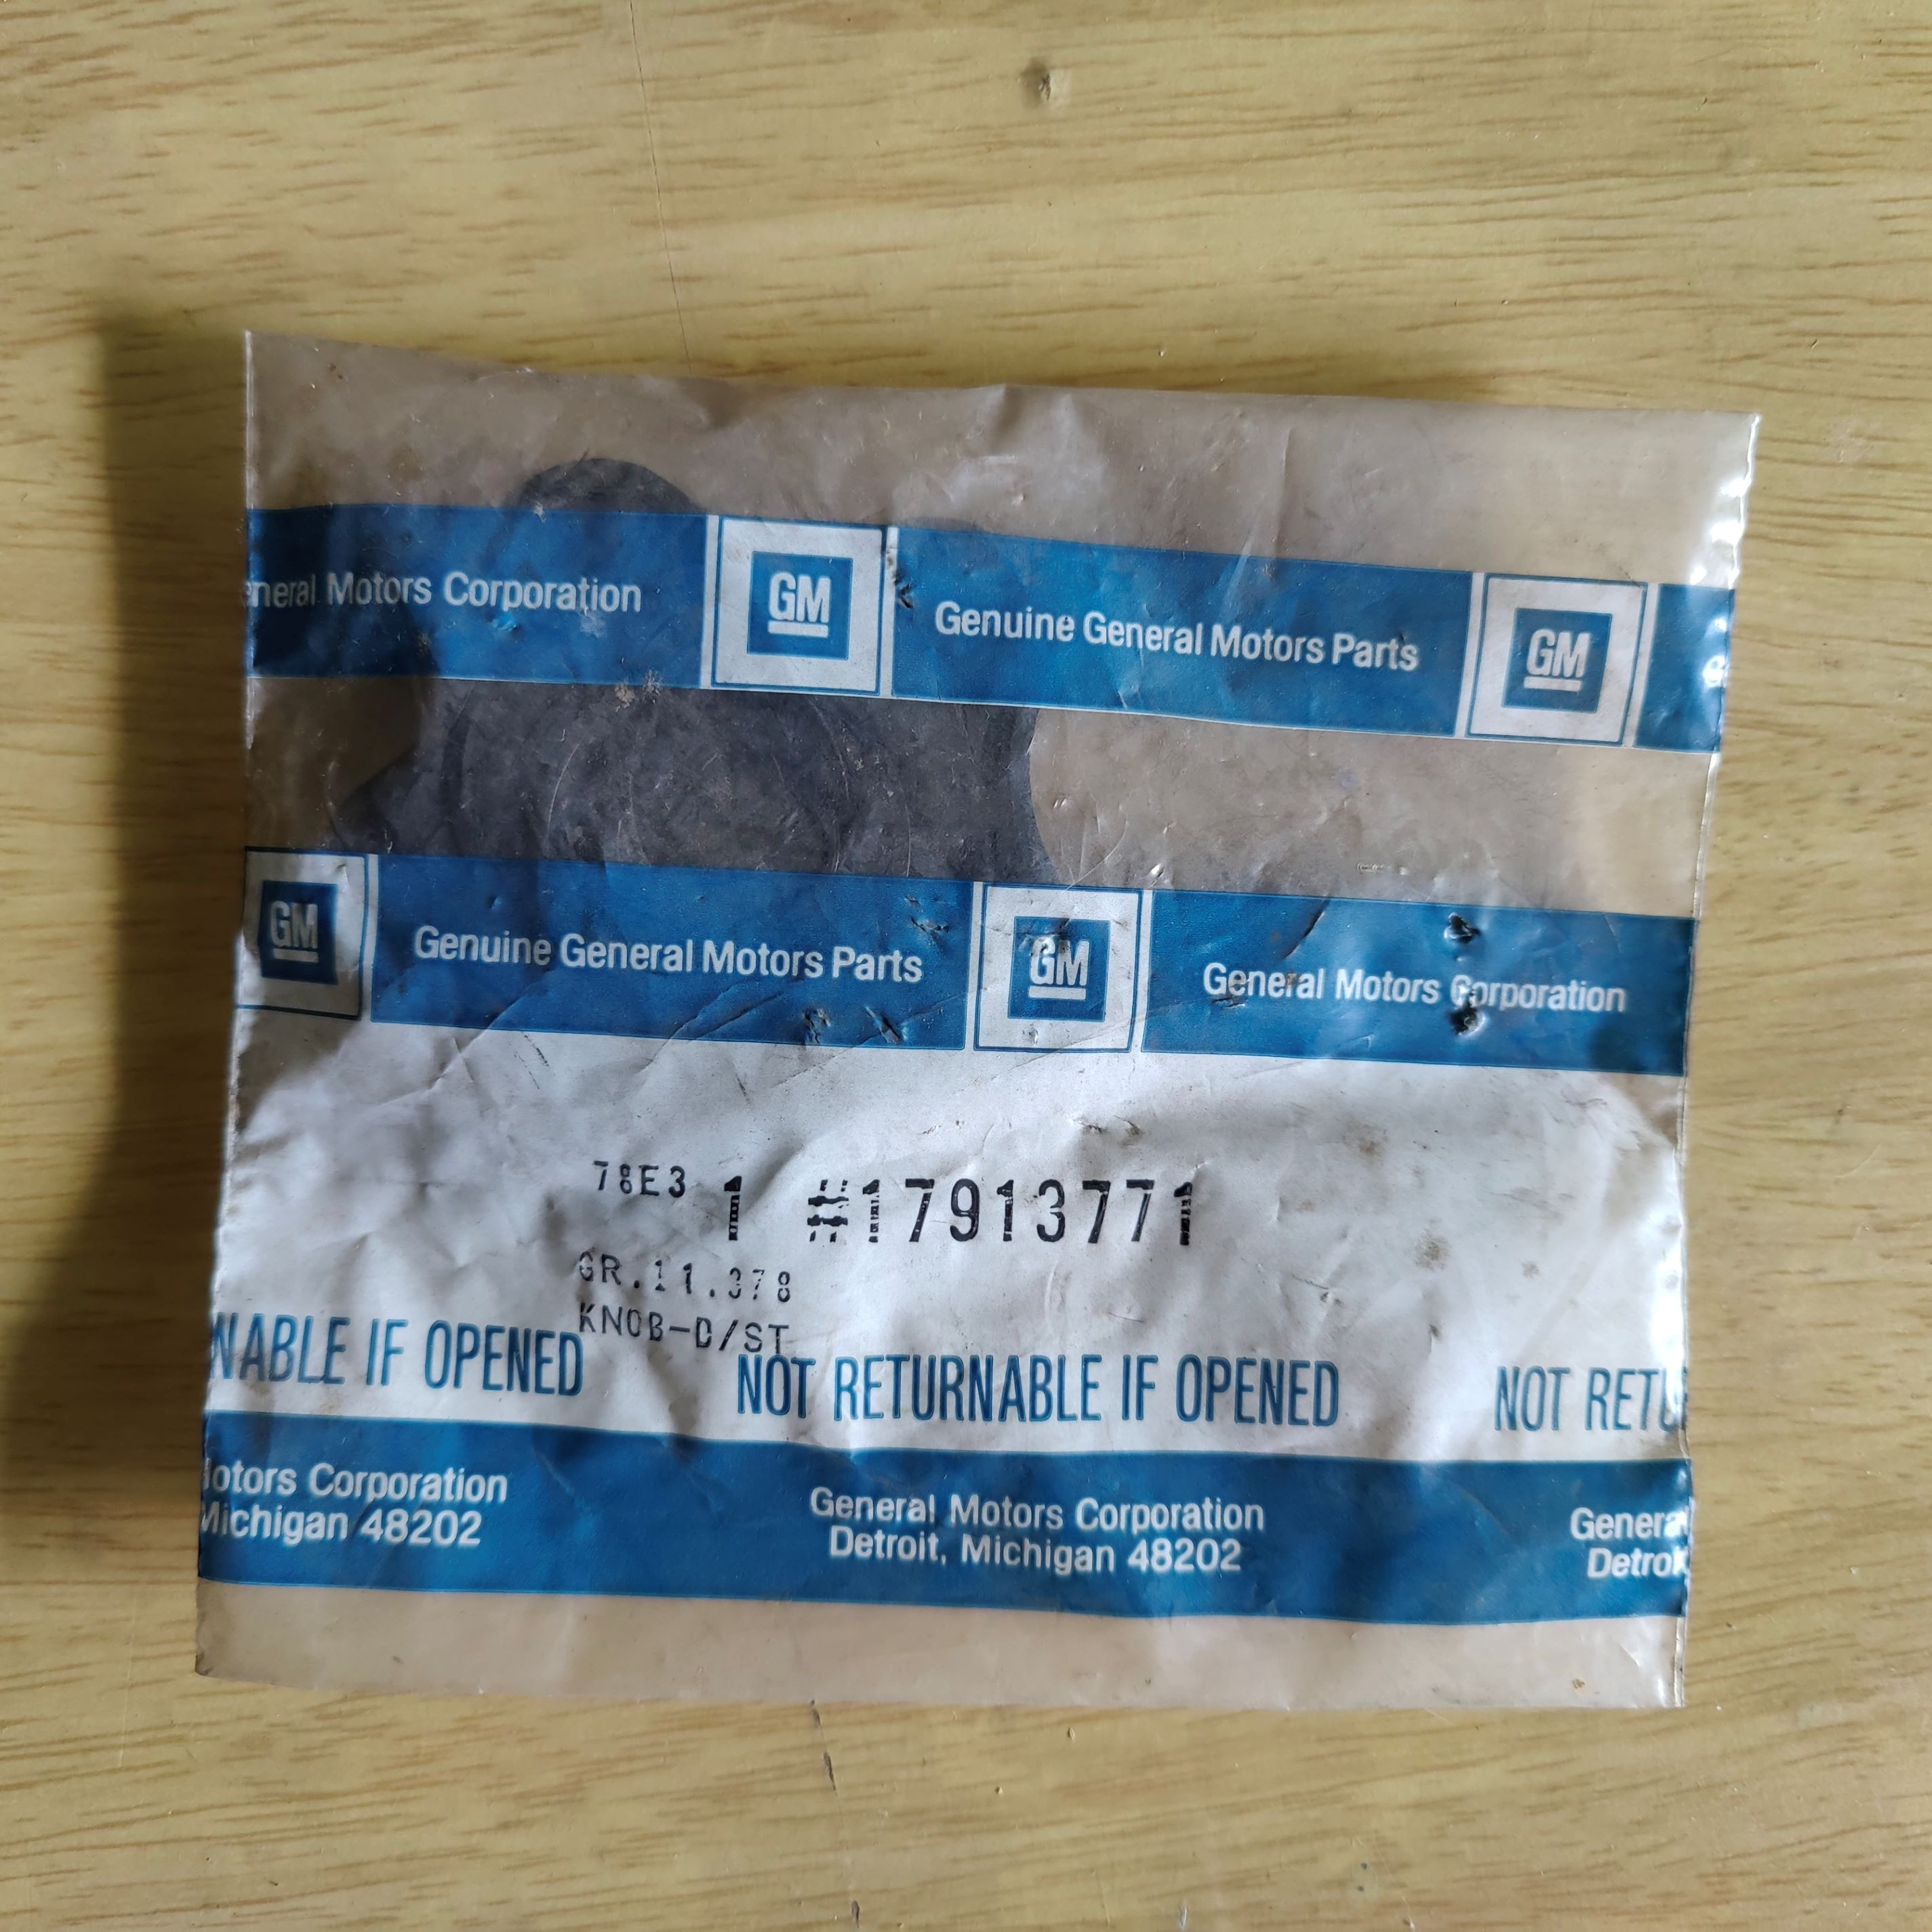 neral Motors Corporation GM Genuine General Motors Parts GM
GM Genuine General Motors Parts GM General Motors Corporation
78E3 1 #17913771
GR.11.378
KNOB-D/ST
NABLE IF OPENED NOT RETURNABLE IF OPENED NOT RETU
otors Corporation General Motors Corporation Genera
Michigan 48202 Detroit, Michigan 48202 Detroi